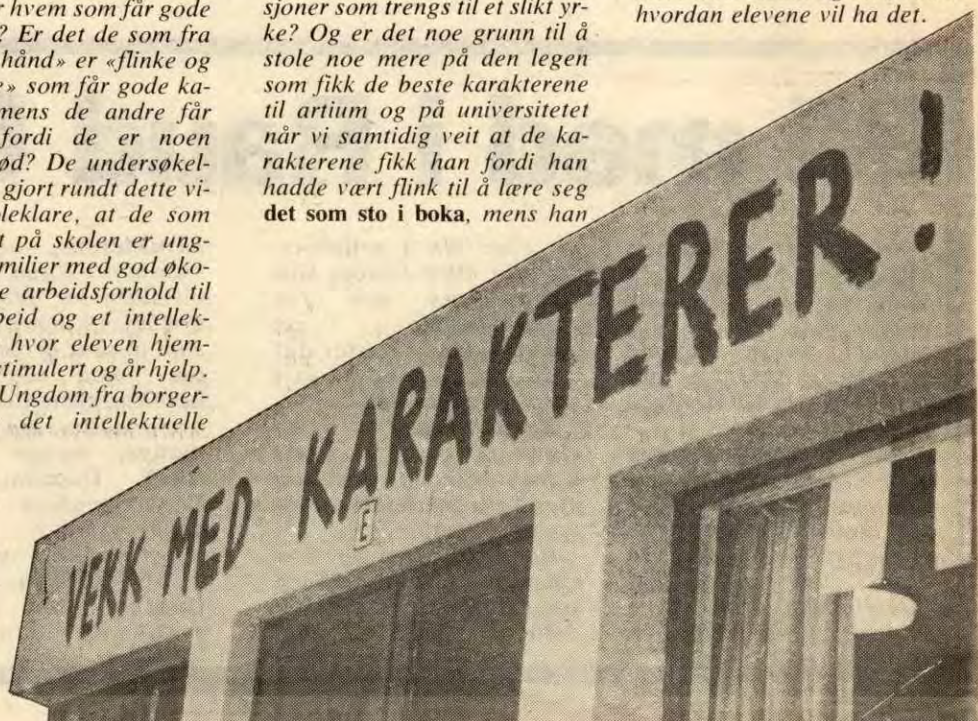 r hvem som får gode
? Er det de som fra
hånd» er «flinke og
» som får gode ka-
mens de andre får
fordi de er noen
ød? De undersøkel-
gjort rundt dette vi-
leklare, at de som
t på skolen er ung-
milier med god øko-
e arbeidsforhold til
beid og et intellek-
hvor eleven hjem-
timulert og år hjelp.
Ungdom fra borger-
det intellektuelle
sjoner som trengs til et slikt yr-
ke? Og er det noe grunn til å
stole noe mere på den legen
som fikk de beste karakterene
til artium og på universitetet
når vi samtidig veit at de ka-
rakterene fikk han fordi han
hadde vært flink til å lære seg
det som sto i boka, mens han
hvordan elevene vil ha det.
! VEKK MED KARAKTERER!
E